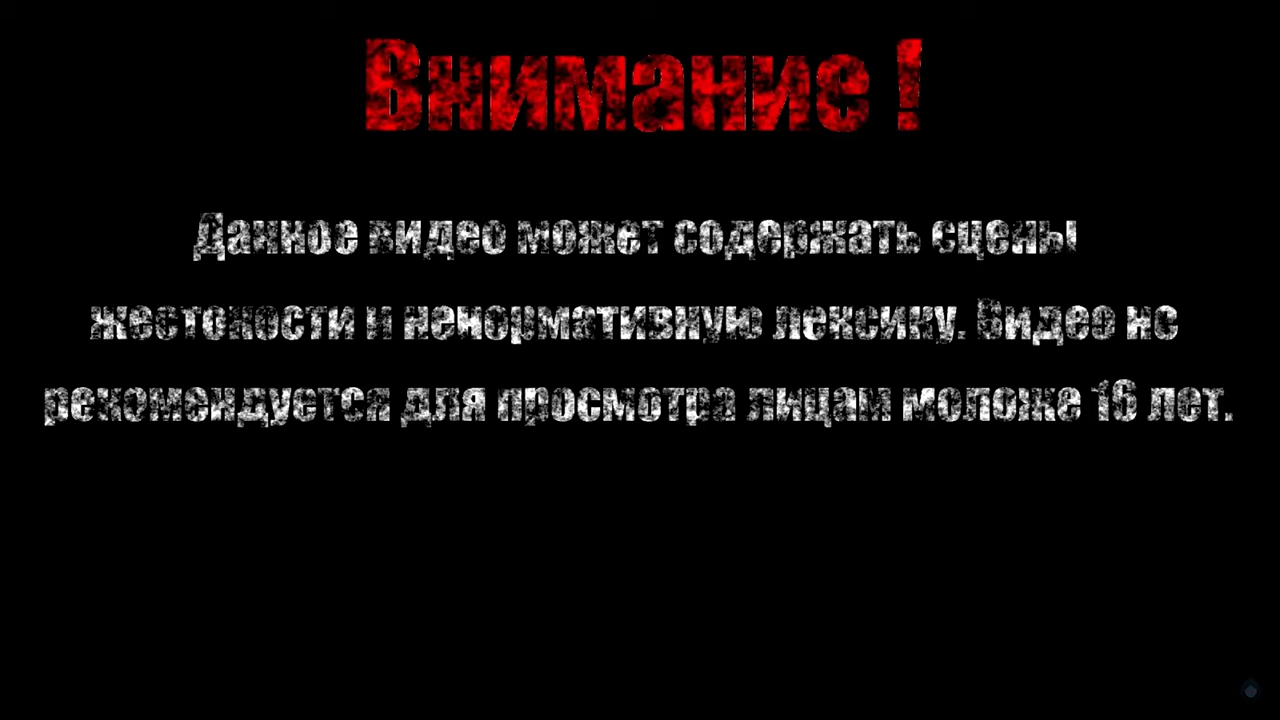 Внимание !
Данное видео может содержать сцены
жестокости и ненормативную лексику. Видео не
рекомендуется для просмотра лицам моложе 16 лет.